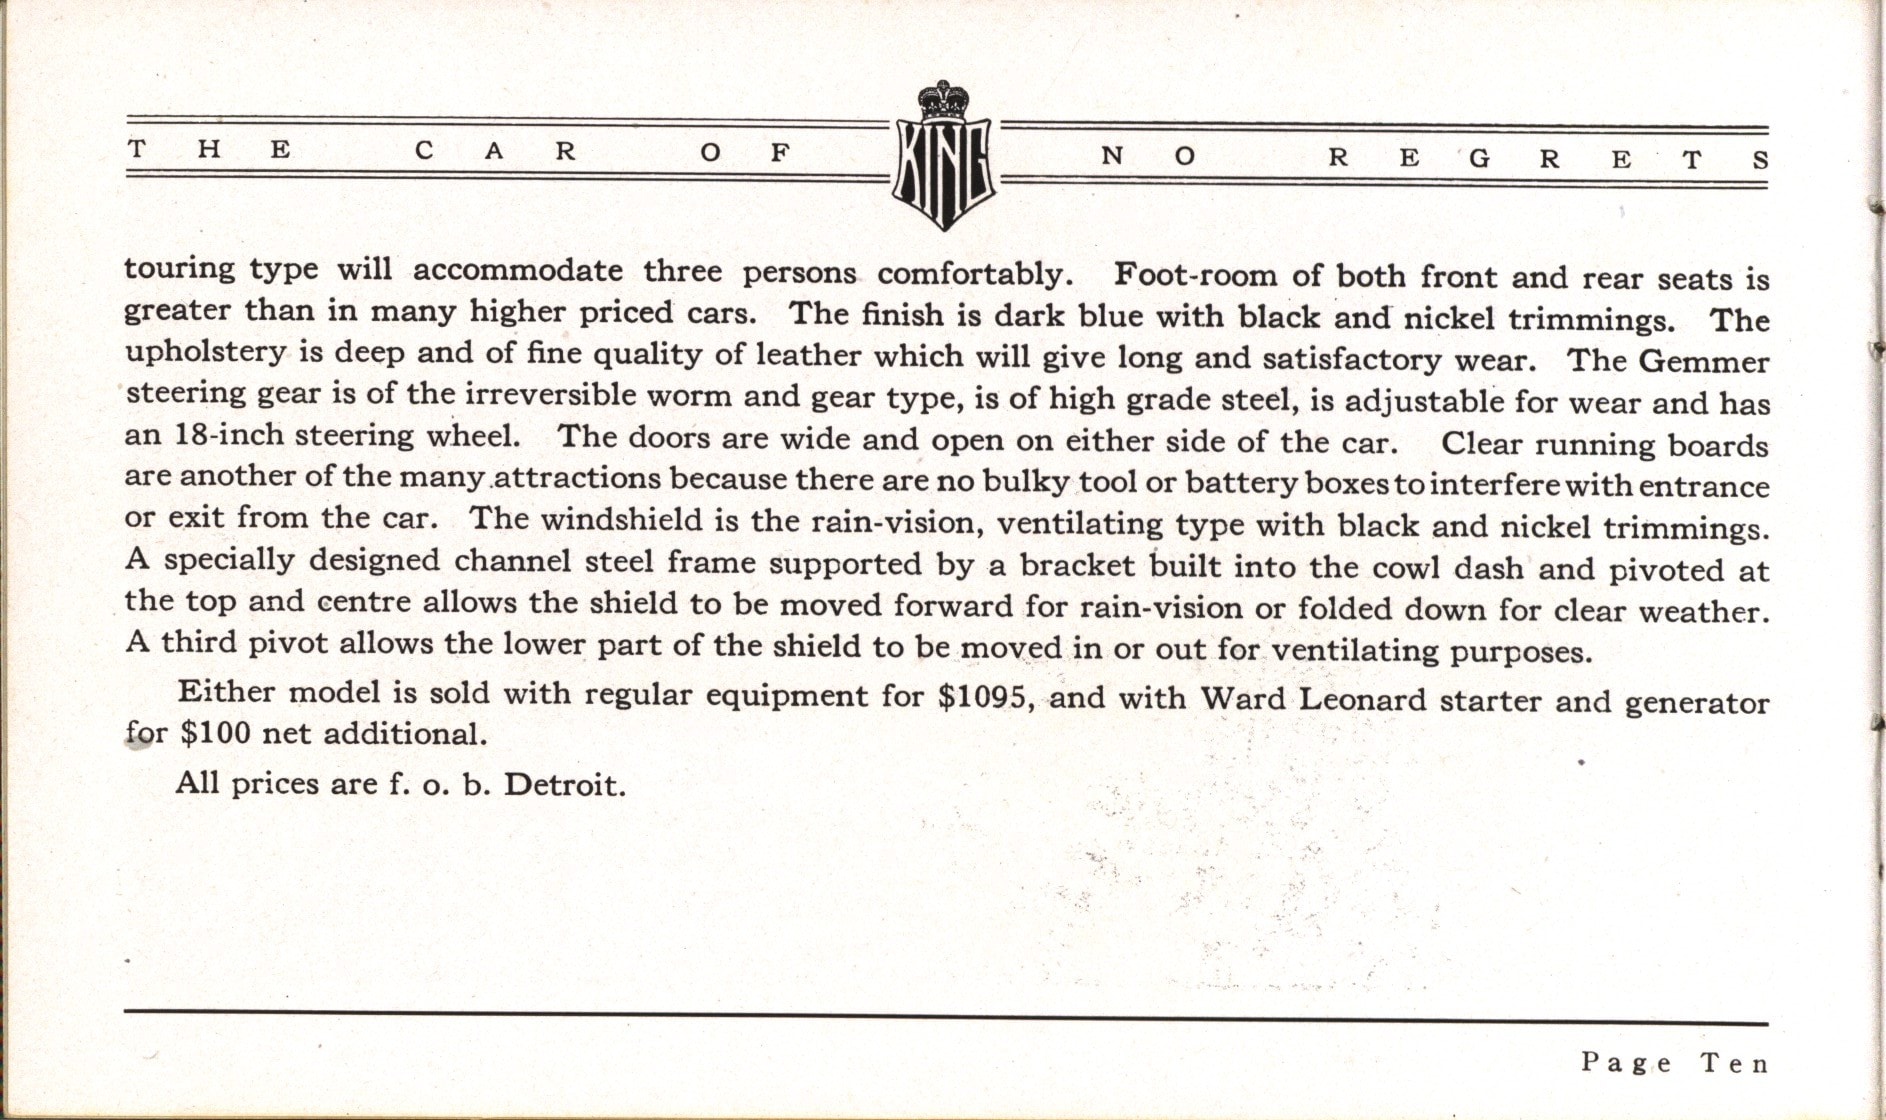 THE CAR OF KING NO REGRETS
touring type will accommodate three persons comfortably. Foot-room of both front and rear seats is
greater than in many higher priced cars. The finish is dark blue with black and nickel trimmings. The
upholstery is deep and of fine quality of leather which will give long and satisfactory wear. The Gemmer
steering gear is of the irreversible worm and gear type, is of high grade steel, is adjustable for wear and has
an 18-inch steering wheel. The doors are wide and open on either side of the car. Clear running boards
are another of the many attractions because there are no bulky tool or battery boxes to interfere with entrance
or exit from the car. The windshield is the rain-vision, ventilating type with black and nickel trimmings.
A specially designed channel steel frame supported by a bracket built into the cowl dash and pivoted at
the top and centre allows the shield to be moved forward for rain-vision or folded down for clear weather.
A third pivot allows the lower part of the shield to be moved in or out for ventilating purposes.
Either model is sold with regular equipment for $1095, and with Ward Leonard starter and generator
for $100 net additional.
All prices are f. o. b. Detroit.
Page Ten